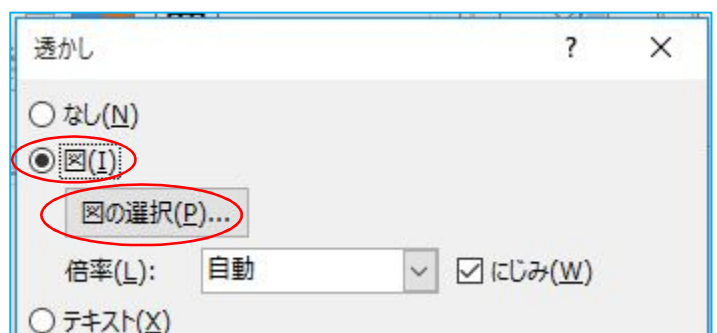 透かし ? ×
なし(N)
図(I)
図の選択(P)...
倍率(L): 自動 にじみ(W)
テキスト(X)